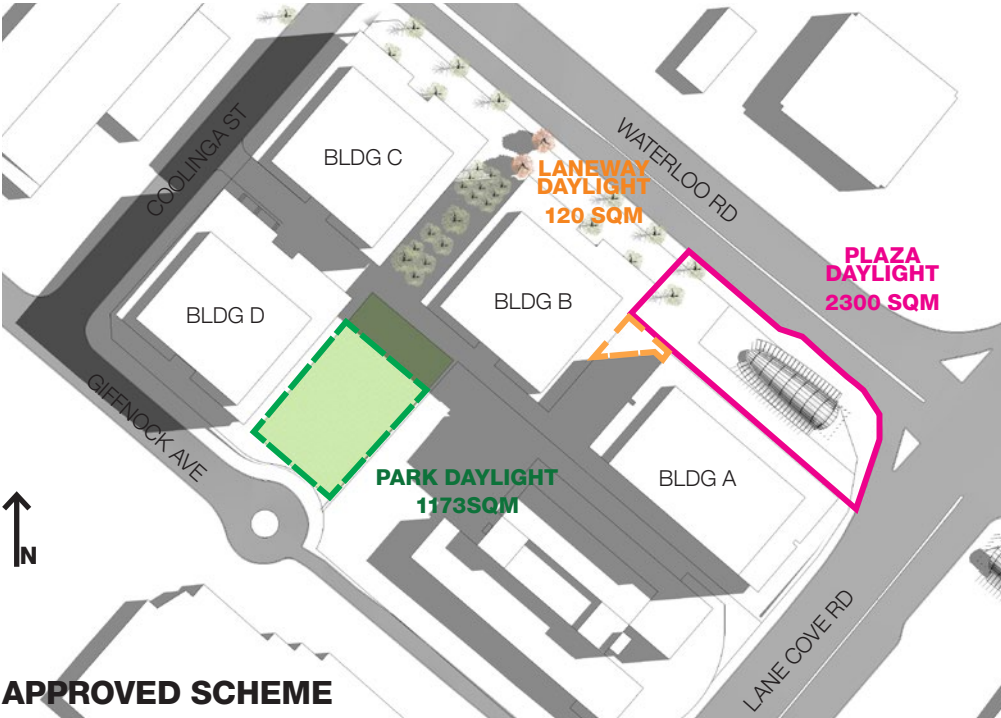 COOLINGA ST
BLDG C
WATERLOO RD
LANEWAY
DAYLIGHT
120 SQM
PLAZA
DAYLIGHT
2300 SQM
BLDG D
BLDG B
GIFFNOCK AVE
PARK DAYLIGHT
1173SQM
BLDG A
N
LANE COVE RD
APPROVED SCHEME